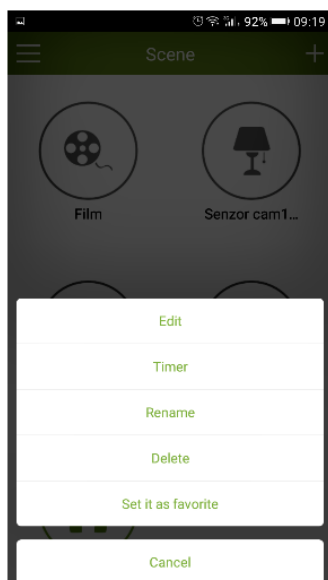 92% 09:19
Scene
Film Senzor cam1...
Edit
Timer
Rename
Delete
Set it as favorite
Cancel